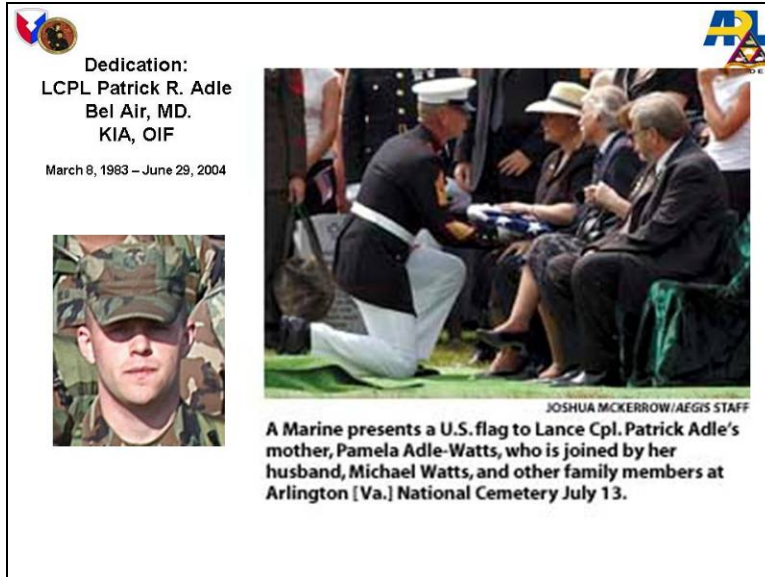 Dedication:
LCPL Patrick R. Adle
Bel Air, MD.
KIA, OIF
March 8, 1983 – June 29, 2004
ARL
JOSHUA MCKERROW/AEGIS STAFF
A Marine presents a U.S. flag to Lance Cpl. Patrick Adle's
mother, Pamela Adle-Watts, who is joined by her
husband, Michael Watts, and other family members at
Arlington [Va.] National Cemetery July 13.